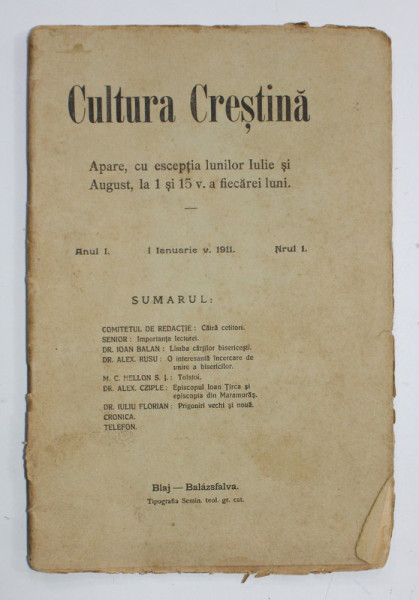 Cultura Creștină
Apare, cu escepția lunilor Iulie și
August, la 1 și 15 v. a fiecărei luni.
Anul I. 1 Ianuarie v. 1911. Nrul 1.
SUMARUL:
COMITETUL DE REDACȚIE: Cătră cetitori.
SENIOR: Importanța lecturei.
DR. IOAN BALAN: Limba cărților bisericești.
DR. ALEX. RUSU: O interesantă încercare de
unire a bisericilor.
M. C. HELLON S. J.: Tolstoi.
DR. ALEX. CZIPLE: Episcopul Ioan Țirca și
episcopia din Maramurăș.
DR. IULIU FLORIAN: Prigoniri vechi și nouă.
CRONICA.
TELEFON.
Blaj — Balázsfalva.
Tipografia Semin. teol. gr. cat.